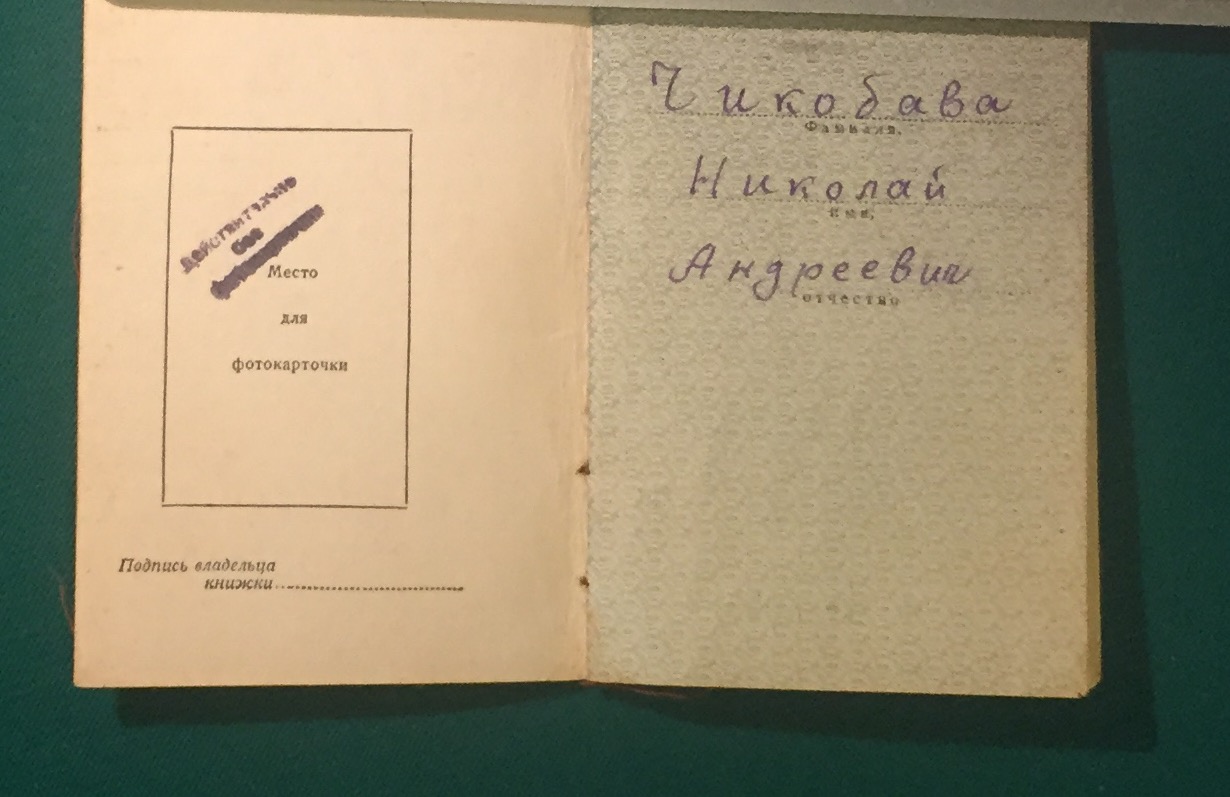 Действительно
без
фотокарточки
Место
для
фотокарточки
Подпись владельца
книжки
Чикобава
Фамилия,
Николай
имя,
Андреевич
отчество